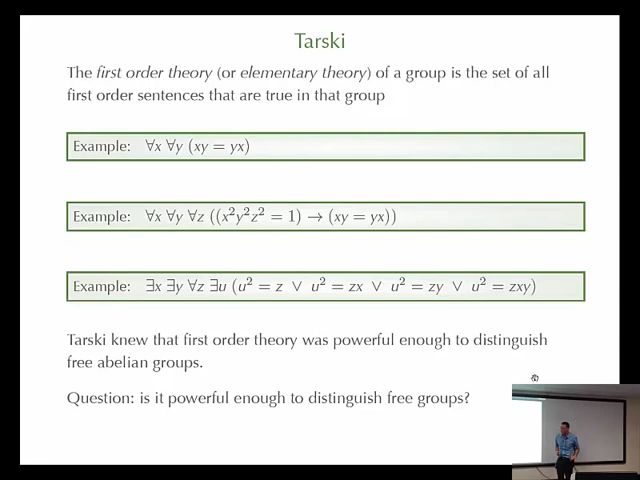 Tarski
The first order theory (or elementary theory) of a group is the set of all
first order sentences that are true in that group
Example: ∀x ∀y (xy = yx)
Example: ∀x ∀y ∀z ((x²y²z² = 1) → (xy = yx))
Example: ∃x ∃y ∀z ∃u (u² = z ∨ u² = zx ∨ u² = zy ∨ u² = zxy)
Tarski knew that first order theory was powerful enough to distinguish
free abelian groups.
Question: is it powerful enough to distinguish free groups?